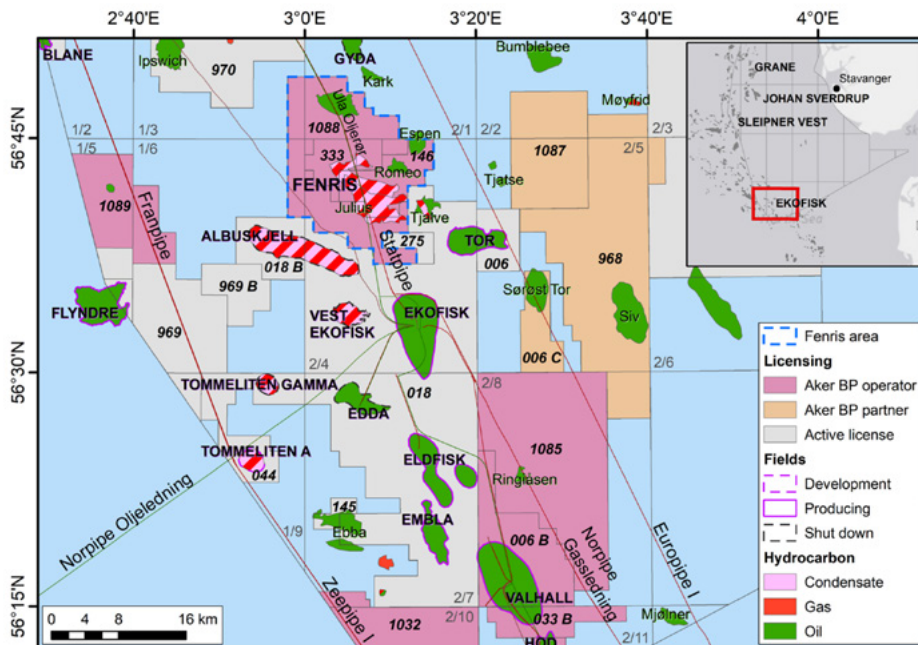 2°40'
3°0'
3°20'
3°40'
4°0'
BLANE
Ipswich
970
GYDA
Kark
Bumblebee
Møyfrid
GRANE
Stavanger
JOHAN SVERDRUP
SLEIPNER VEST
EKOFISK
Sea
56°45'
1/2
1/3
1/5
1/6
2/1
2/2
2/3
2/5
1088
Ula Oljerør
333
Espen
146
1087
FENRIS
Romeo
Julius
Tjalve
Tjatse
1089
Franpipe
Statpipe
ALBUSKJELL
018 B
275
TOR
006
968
969 B
FLYNDRE
969
VEST
EKOFISK
EKOFISK
Sørøst Tor
Siv
006 C
56°30'
2/4
2/8
2/6
TOMMELITEN GAMMA
EDDA
018
TOMMELITEN A
044
ELDFISK
1085
Ringlåsen
145
Ebba
EMBLA
006 B
Norpipe Oljeledning
1/9
Zeepipe I
Norpipe
Gassledning
Europipe I
56°15'
2/7
2/10
VALHALL
033 B
Mjølner
2/11
HOD
1032
0 4 8 16 km
Fenris area
Licensing
Aker BP operator
Aker BP partner
Active license
Fields
Development
Producing
Shut down
Hydrocarbon
Condensate
Gas
Oil